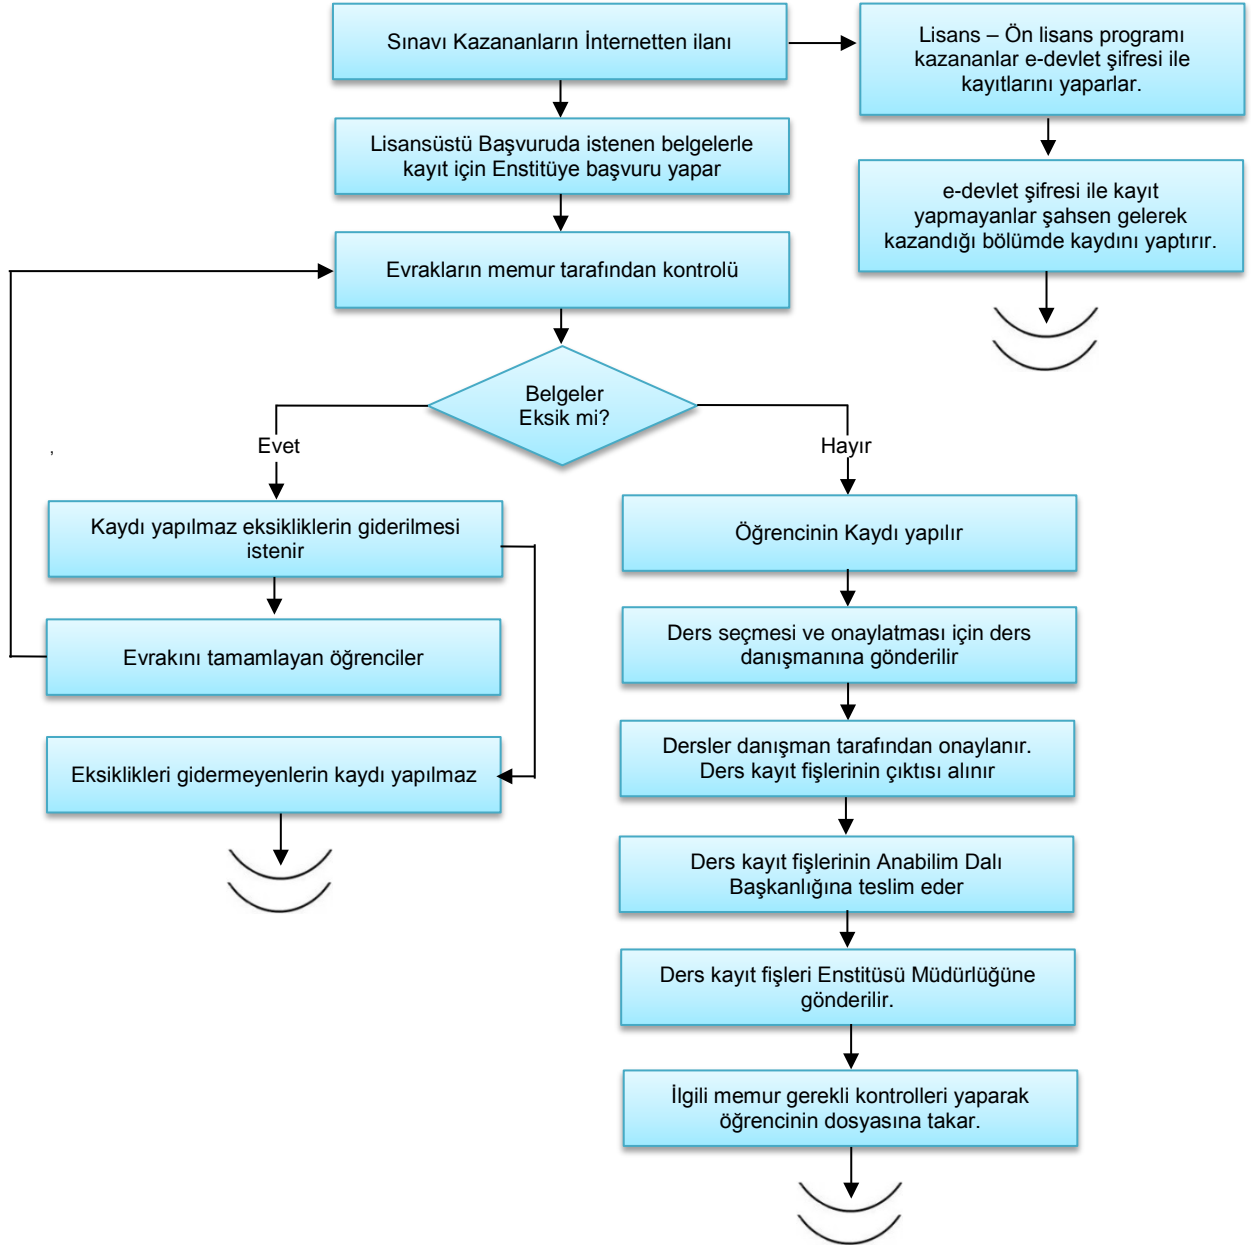 Sınavı Kazananların İnternetten ilanı
Lisans – Ön lisans programı
kazananlar e-devlet şifresi ile
kayıtlarını yaparlar.
Lisansüstü Başvuruda istenen belgelerle
kayıt için Enstitüye başvuru yapar
e-devlet şifresi ile kayıt
yapmayanlar şahsen gelerek
kazandığı bölümde kaydını yaptırır.
Evrakların memur tarafından kontrolü
Belgeler
Eksik mi?
,
Evet
Hayır
Kaydı yapılmaz eksikliklerin giderilmesi
istenir
Öğrencinin Kaydı yapılır
Evrakını tamamlayan öğrenciler
Ders seçmesi ve onaylatması için ders
danışmanına gönderilir
Eksiklikleri gidermeyenlerin kaydı yapılmaz
Dersler danışman tarafından onaylanır.
Ders kayıt fişlerinin çıktısı alınır
Ders kayıt fişlerinin Anabilim Dalı
Başkanlığına teslim eder
Ders kayıt fişleri Enstitüsü Müdürlüğüne
gönderilir.
İlgili memur gerekli kontrolleri yaparak
öğrencinin dosyasına takar.